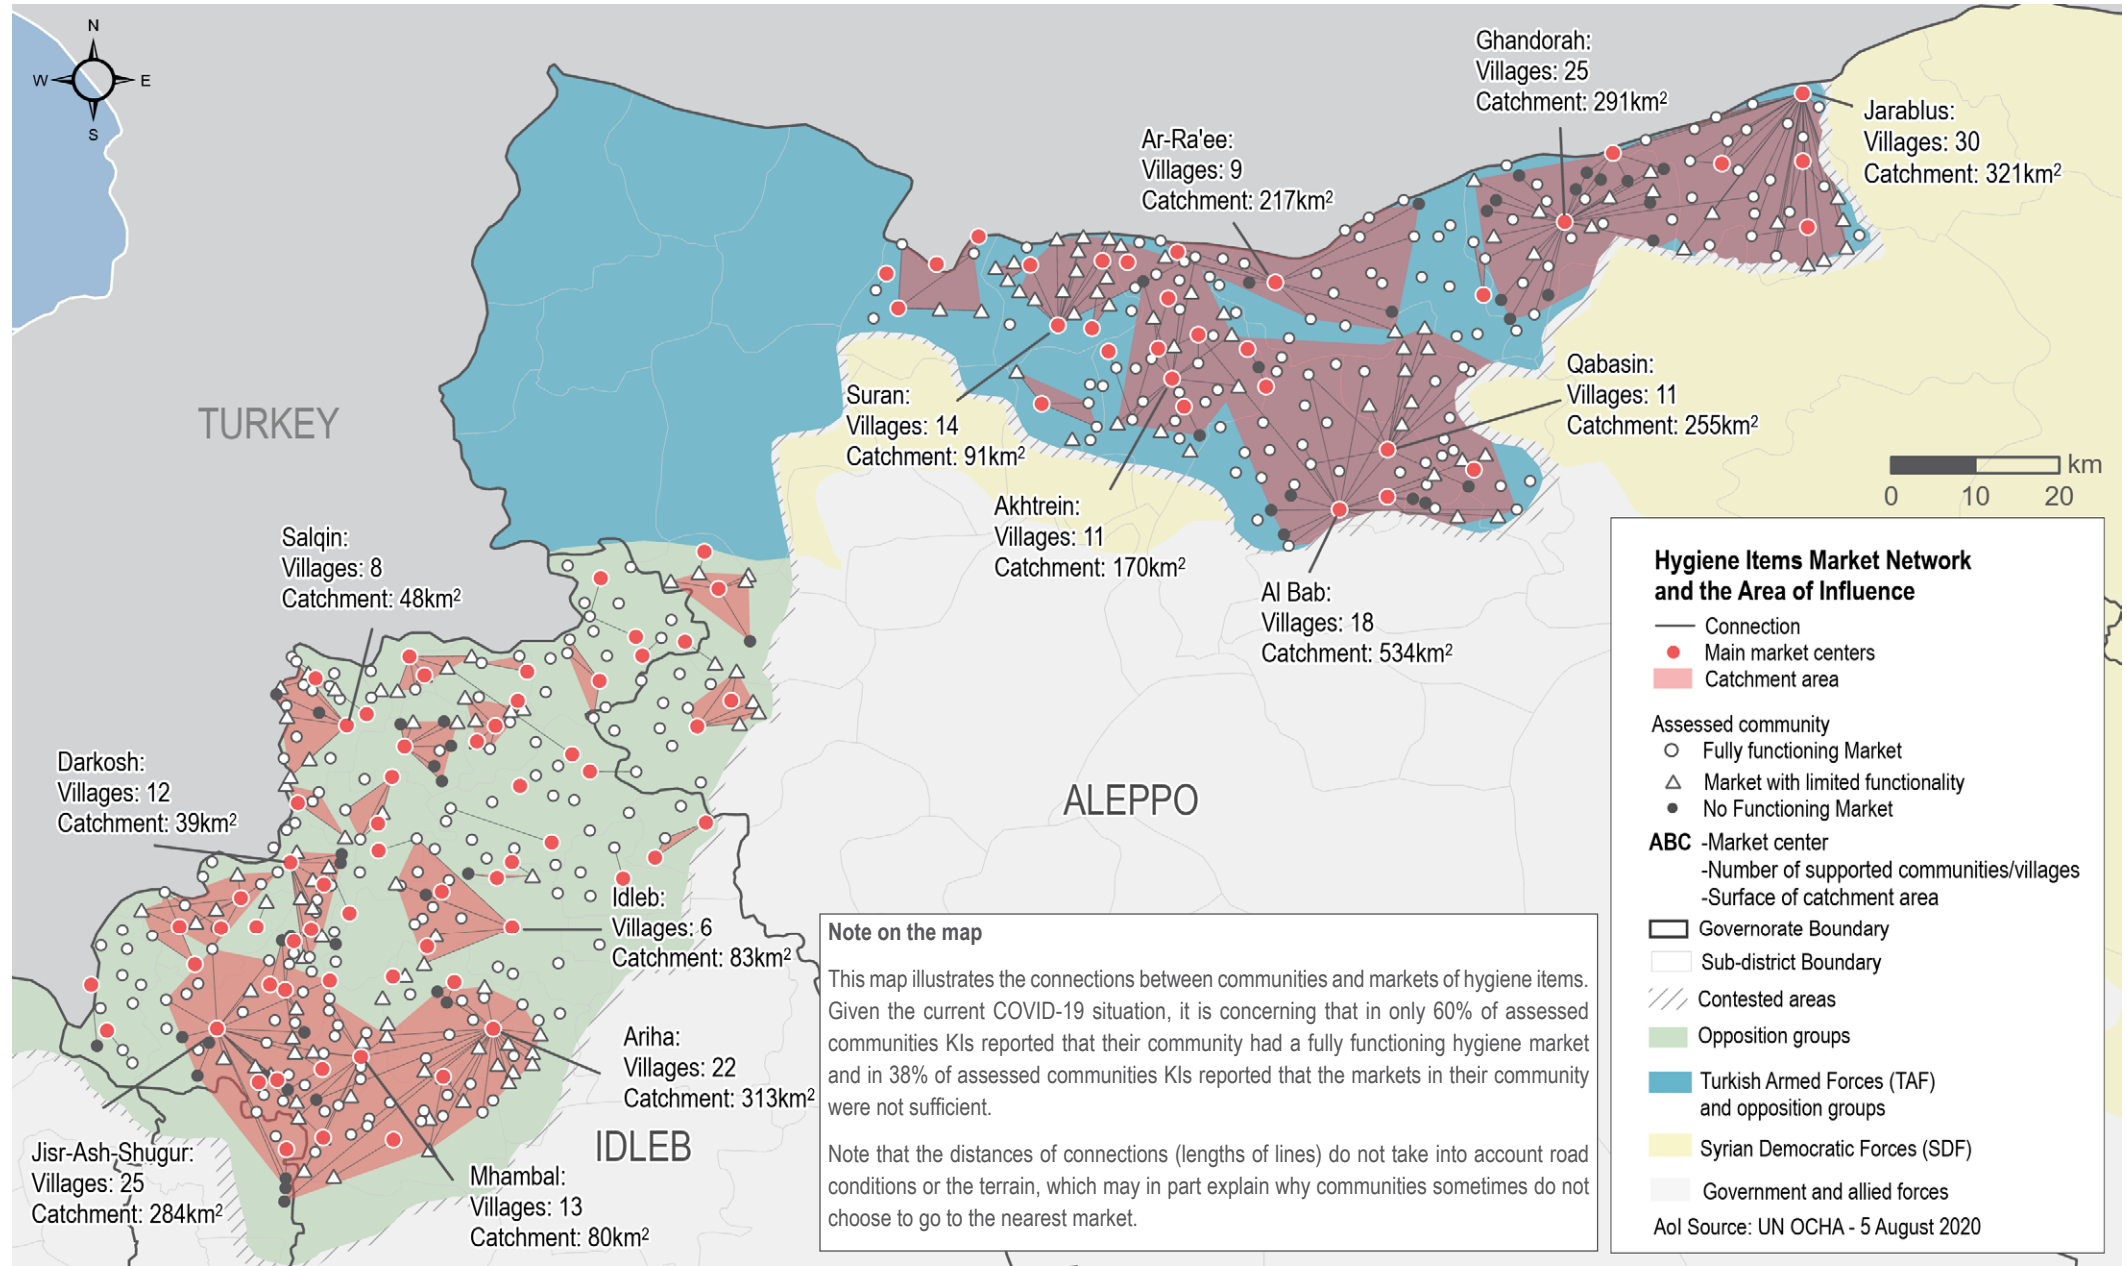 N
W
E
S
TURKEY
Ghandorah:
Villages: 25
Catchment: 291km²
Jarablus:
Villages: 30
Catchment: 321km²
Ar-Ra'ee:
Villages: 9
Catchment: 217km²
Qabasin:
Villages: 11
Catchment: 255km²
Suran:
Villages: 14
Catchment: 91km²
Akhtrein:
Villages: 11
Catchment: 170km²
Al Bab:
Villages: 18
Catchment: 534km²
Salqin:
Villages: 8
Catchment: 48km²
Darkosh:
Villages: 12
Catchment: 39km²
ALEPPO
Idleb:
Villages: 6
Catchment: 83km²
Ariha:
Villages: 22
Catchment: 313km²
IDLEB
Jisr-Ash-Shugur:
Villages: 25
Catchment: 284km²
Mhambal:
Villages: 13
Catchment: 80km²
km
0 10 20
Hygiene Items Market Network
and the Area of Influence
Connection
Main market centers
Catchment area
Assessed community
Fully functioning Market
Market with limited functionality
No Functioning Market
ABC -Market center
-Number of supported communities/villages
-Surface of catchment area
Governorate Boundary
Sub-district Boundary
Contested areas
Opposition groups
Turkish Armed Forces (TAF)
and opposition groups
Syrian Democratic Forces (SDF)
Government and allied forces
AoI Source: UN OCHA - 5 August 2020
Note on the map
This map illustrates the connections between communities and markets of hygiene items.
Given the current COVID-19 situation, it is concerning that in only 60% of assessed
communities KIs reported that their community had a fully functioning hygiene market
and in 38% of assessed communities KIs reported that the markets in their community
were not sufficient.
Note that the distances of connections (lengths of lines) do not take into account road
conditions or the terrain, which may in part explain why communities sometimes do not
choose to go to the nearest market.